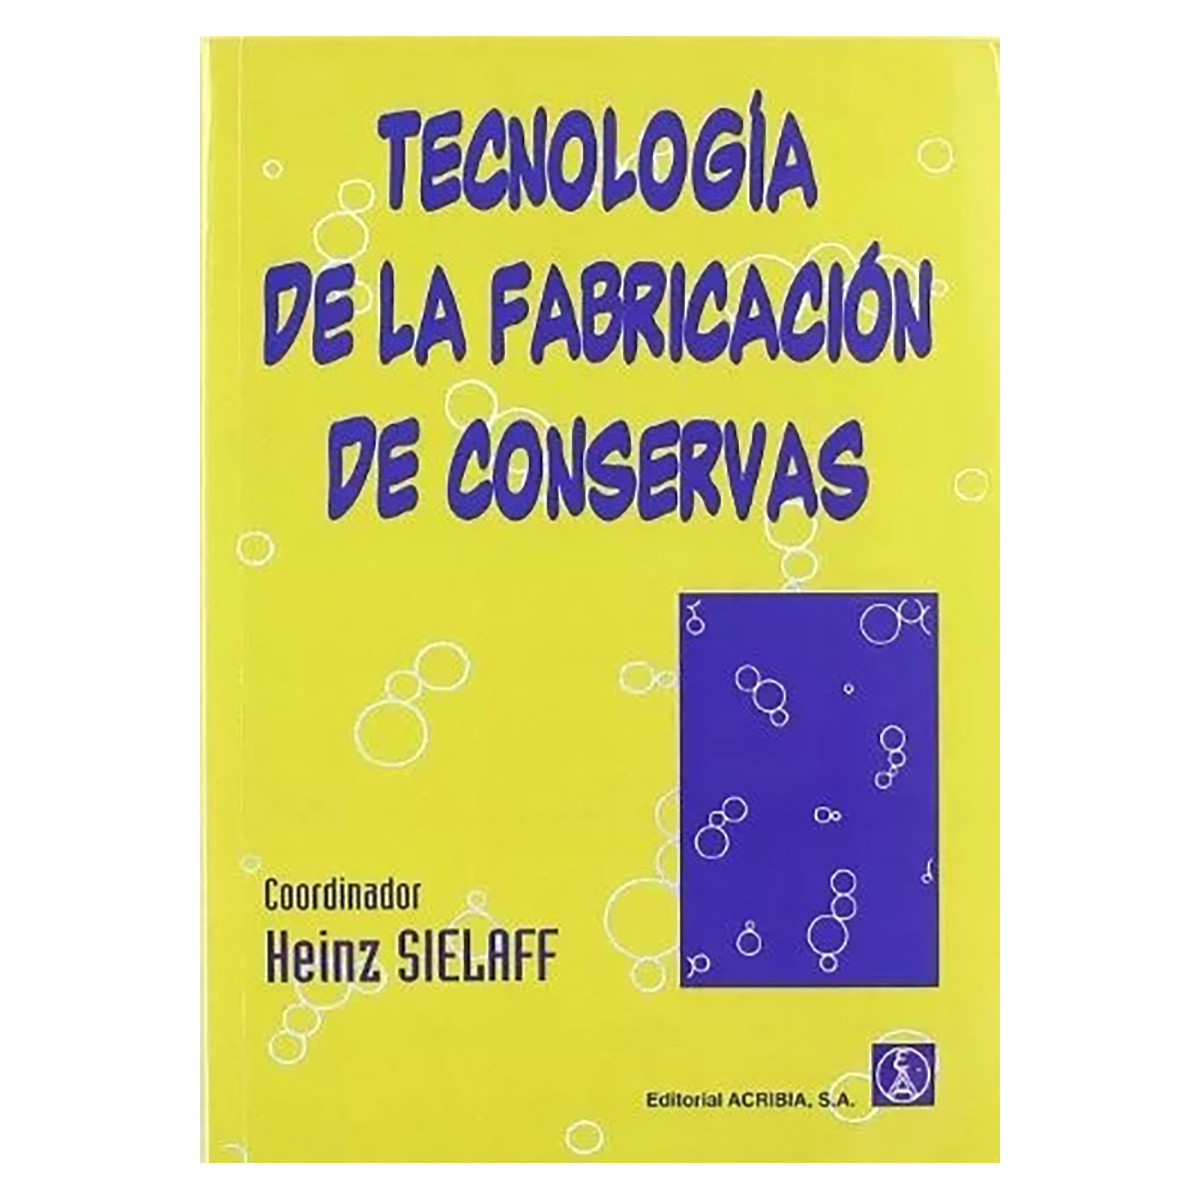 TECNOLOGÍA
DE LA FABRICACIÓN
DE CONSERVAS
Coordinador
Heinz SIELAFF
Editorial ACRIBIA, S.A.